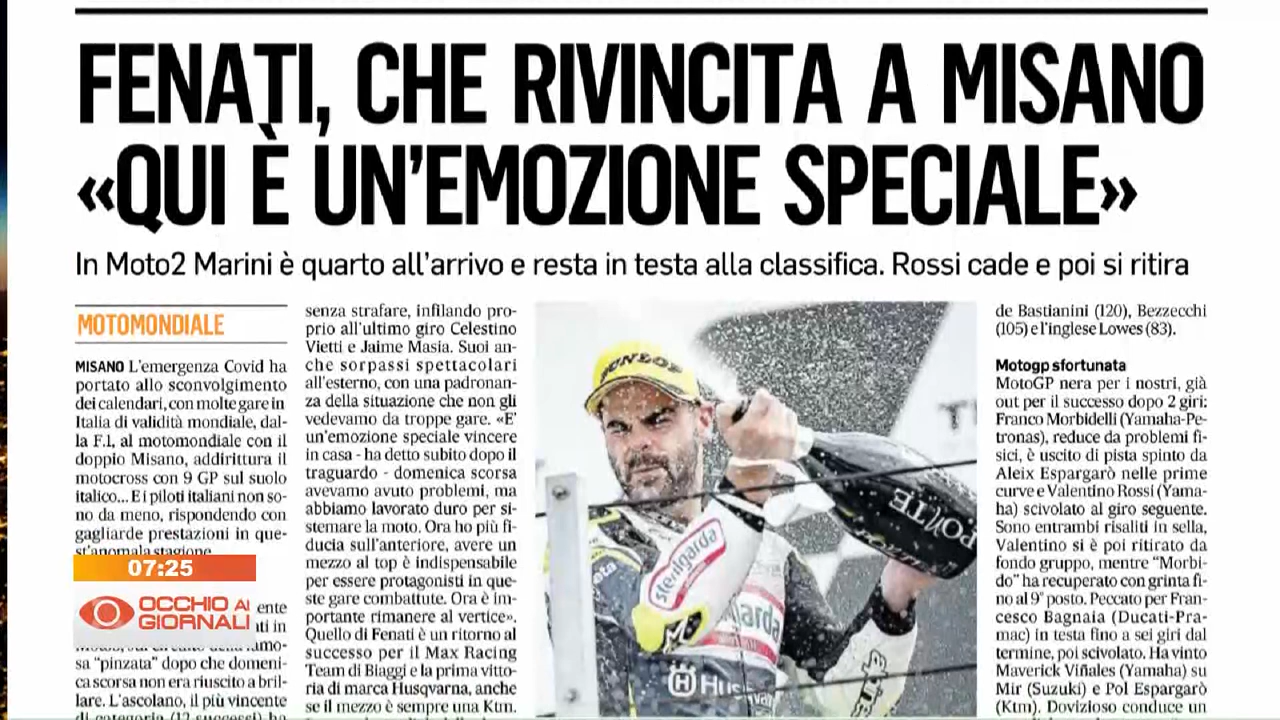 FENATI, CHE RIVINCITA A MISANO
«QUI È UN'EMOZIONE SPECIALE»
In Moto2 Marini è quarto all'arrivo e resta in testa alla classifica. Rossi cade e poi si ritira
MOTOMONDIALE
MISANO L'emergenza Covid ha
portato allo sconvolgimento
dei calendari, con molte gare in
Italia di validità mondiale, dal-
la F.1, al motomondiale con il
doppio Misano, addirittura il
motocross con 9 GP sul suolo
italico... E i piloti italiani non so-
no da meno, rispondendo con
gagliarde prestazioni in que-
st'anomala stagione.
07:25
OCCHIO AI
GIORNALI
ente
ti in
sa "pinzata" dopo che domeni-
ca scorsa non era riuscito a bril-
lare. L'ascolano, il più vincente
di categoria (12 successi) ha
senza strafare, infilando pro-
prio all'ultimo giro Celestino
Vietti e Jaime Masia. Suoi an-
che sorpassi spettacolari
all'esterno, con una padronan-
za della situazione che non gli
vedevamo da troppe gare. «E'
un'emozione speciale vincere
in casa - ha detto subito dopo il
traguardo - domenica scorsa
avevamo avuto problemi, ma
abbiamo lavorato duro per si-
stemare la moto. Ora ho più fi-
ducia sull'anteriore, avere un
mezzo al top è indispensabile
per essere protagonisti in que-
ste gare combattute. Ora è im-
portante rimanere al vertice».
Quello di Fenati è un ritorno al
successo per il Max Racing
Team di Biaggi e la prima vitto-
ria di marca Husqvarna, anche
se il mezzo è sempre una Ktm.
DUNLOP
sterilgarda
garda
Husqvar
de Bastianini (120), Bezzecchi
(105) e l'inglese Lowes (83).
Motogp sfortunata
MotoGP nera per i nostri, già
out per il successo dopo 2 giri:
Franco Morbidelli (Yamaha-Pe-
tronas), reduce da problemi fi-
sici, è uscito di pista spinto da
Aleix Espargarò nelle prime
curve e Valentino Rossi (Yama-
ha) scivolato al giro seguente.
Sono entrambi risaliti in sella,
Valentino si è poi ritirato da
fondo gruppo, mentre "Morbi-
do" ha recuperato con grinta fi-
no al 9° posto. Peccato per Fran-
cesco Bagnaia (Ducati-Pra-
mac) in testa fino a sei giri dal
termine, poi scivolato. Ha vinto
Maverick Viñales (Yamaha) su
Mir (Suzuki) e Pol Espargarò
(Ktm). Dovizioso conduce un